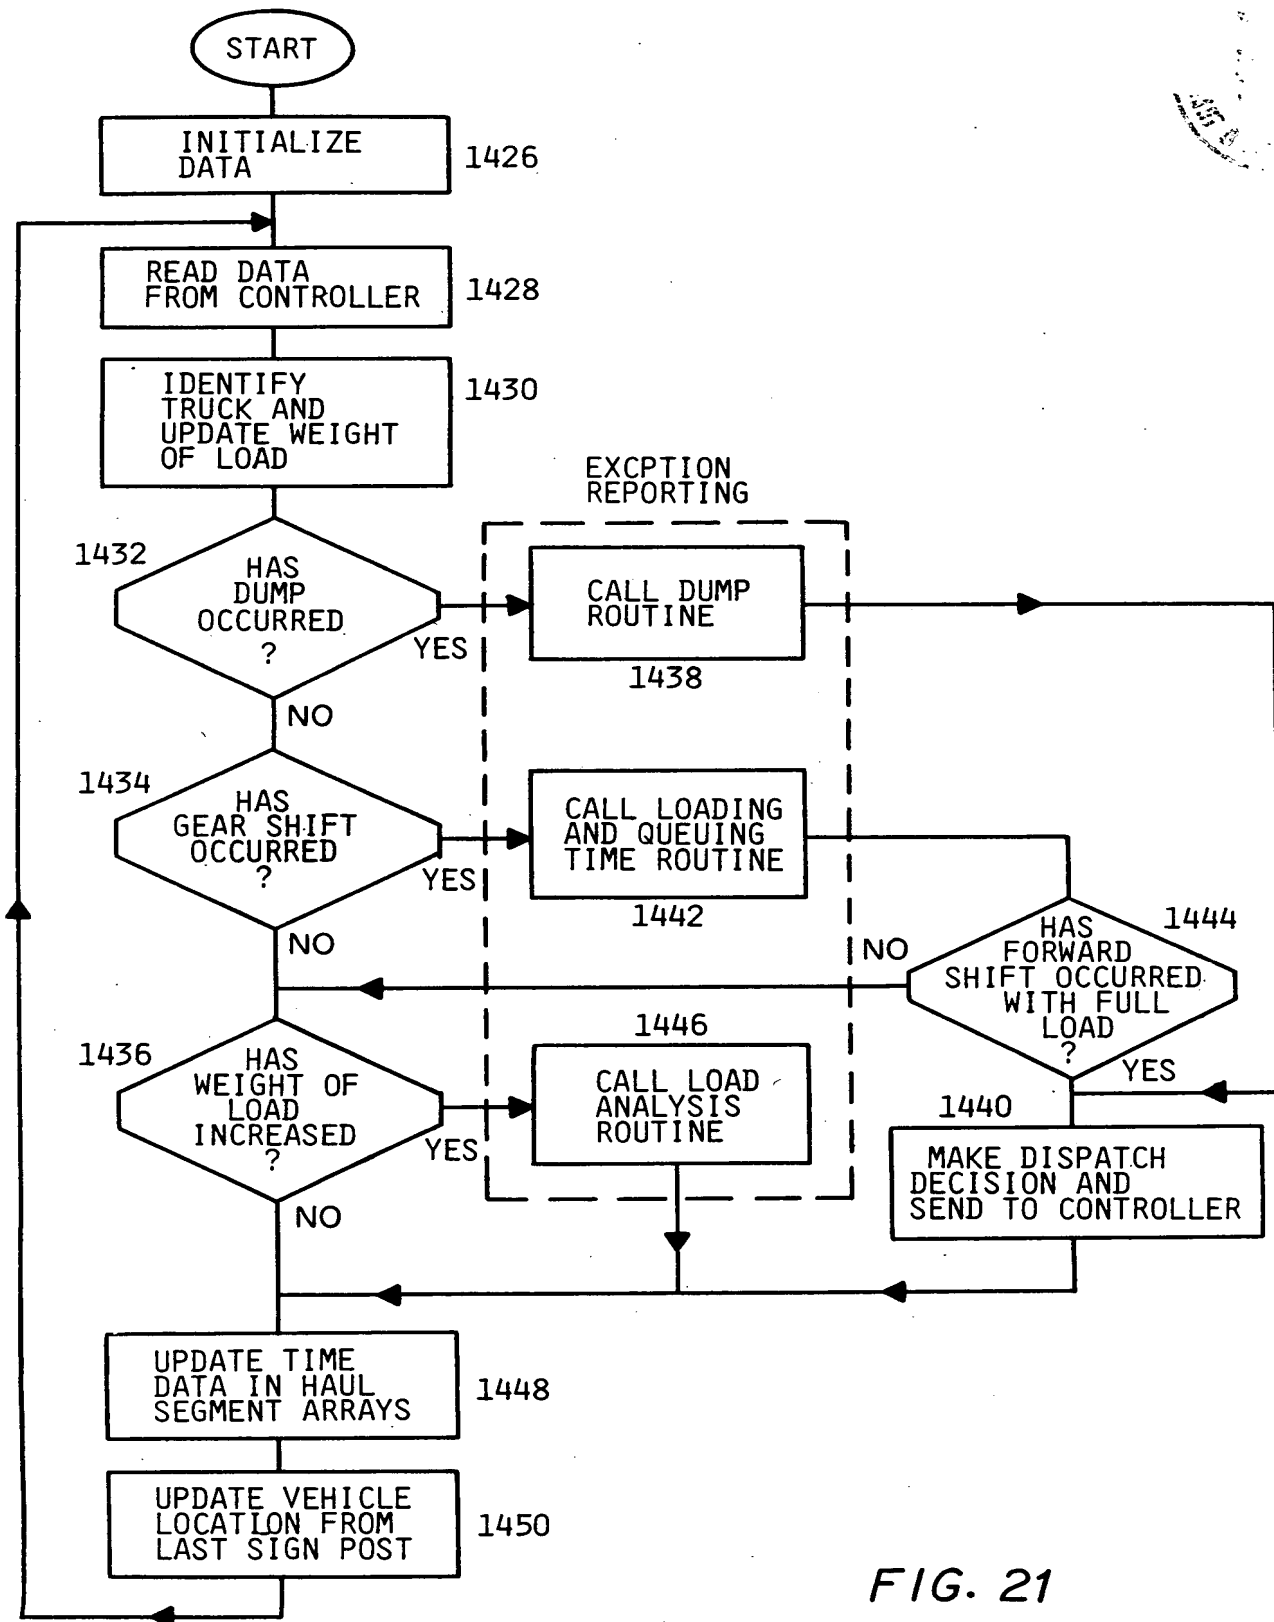 START
INITIALIZE
DATA
1426
READ DATA
FROM CONTROLLER
1428
IDENTIFY
TRUCK AND
UPDATE WEIGHT
OF LOAD
1430
EXCPTION
REPORTING
1432
HAS
DUMP
OCCURRED
?
YES
NO
CALL DUMP
ROUTINE
1438
1434
HAS
GEAR SHIFT
OCCURRED
?
YES
NO
CALL LOADING
AND QUEUING
TIME ROUTINE
1442
1444
HAS
FORWARD
SHIFT OCCURRED
WITH FULL
LOAD
?
NO
YES
1436
HAS
WEIGHT OF
LOAD
INCREASED
?
YES
NO
1446
CALL LOAD
ANALYSIS
ROUTINE
1440
MAKE DISPATCH
DECISION AND
SEND TO CONTROLLER
UPDATE TIME
DATA IN HAUL
SEGMENT ARRAYS
1448
UPDATE VEHICLE
LOCATION FROM
LAST SIGN POST
1450
FIG. 21